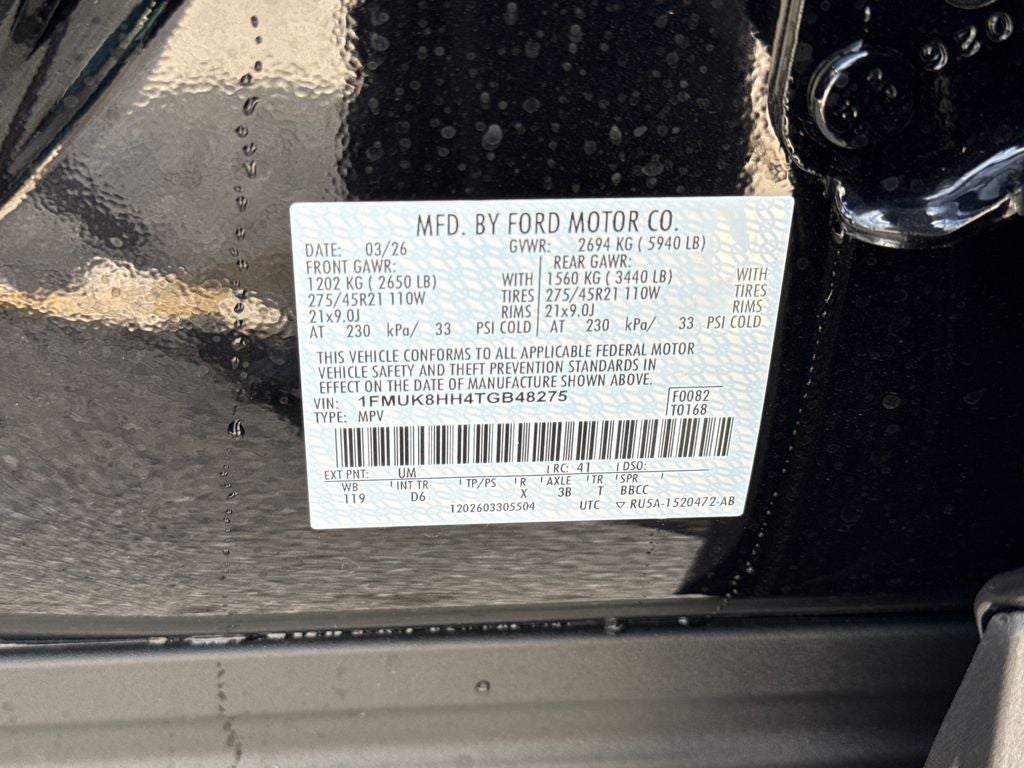 MFD. BY FORD MOTOR CO.
DATE: 03/26 GVWR: 2694 KG ( 5940 LB)
FRONT GAWR: REAR GAWR:
1202 KG ( 2650 LB) WITH 1560 KG ( 3440 LB) WITH
275/45R21 110W TIRES 275/45R21 110W TIRES
21x9.0J RIMS 21x9.0J RIMS
AT 230 kPa/ 33 PSI COLD AT 230 kPa/ 33 PSI COLD
THIS VEHICLE CONFORMS TO ALL APPLICABLE FEDERAL MOTOR
VEHICLE SAFETY AND THEFT PREVENTION STANDARDS IN
EFFECT ON THE DATE OF MANUFACTURE SHOWN ABOVE.
VIN: 1FMUK8HH4TGB48275 F0082
TYPE: MPV T0168
EXT PNT: UM RC: 41 DSO:
WB INT TR TP/PS R AXLE TR SPR
119 D6 X 3B T BBCC
1202603305504 UTC ▽ RU5A-1520472-AB